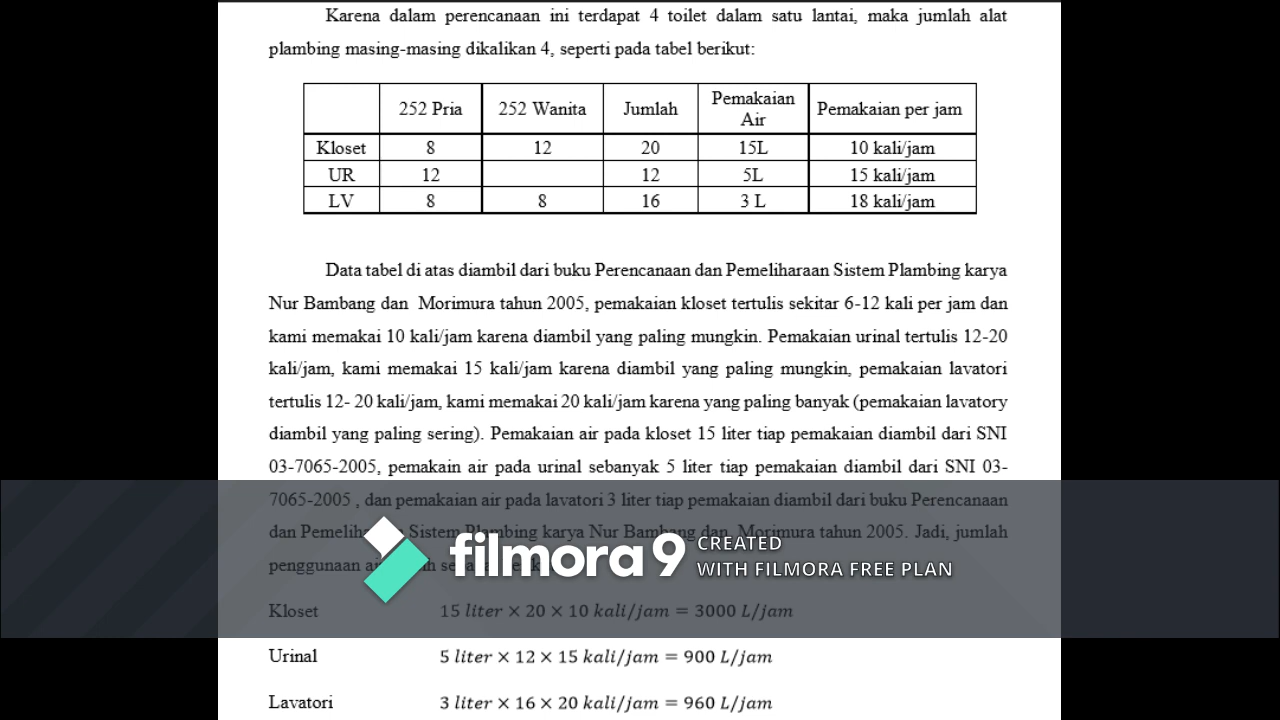 Karena dalam perencanaan ini terdapat 4 toilet dalam satu lantai, maka jumlah alat
plambing masing-masing dikalikan 4, seperti pada tabel berikut:
252 Pria 252 Wanita Jumlah Pemakaian Air Pemakaian per jam
Kloset 8 12 20 15L 10 kali/jam
UR 12 12 5L 15 kali/jam
LV 8 8 16 3 L 18 kali/jam
Data tabel di atas diambil dari buku Perencanaan dan Pemeliharaan Sistem Plambing karya
Nur Bambang dan Morimura tahun 2005, pemakaian kloset tertulis sekitar 6-12 kali per jam dan
kami memakai 10 kali/jam karena diambil yang paling mungkin. Pemakaian urinal tertulis 12-20
kali/jam, kami memakai 15 kali/jam karena diambil yang paling mungkin, pemakaian lavatori
tertulis 12- 20 kali/jam, kami memakai 20 kali/jam karena yang paling banyak (pemakaian lavatory
diambil yang paling sering). Pemakaian air pada kloset 15 liter tiap pemakaian diambil dari SNI
03-7065-2005, pemakain air pada urinal sebanyak 5 liter tiap pemakaian diambil dari SNI 03-
7065-2005 , dan pemakaian air pada lavatori 3 liter tiap pemakaian diambil dari buku Perencanaan
dan Sistem Plambing karya Nur Bambang dan Morimura tahun 2005. Jadi, jumlah
penggunaan
filmora9 CREATED
WITH FILMORA FREE PLAN
Kloset 15 liter × 20 × 10 kali/jam = 3000 L/jam
Urinal 5 liter × 12 × 15 kali/jam = 900 L/jam
Lavatori 3 liter × 16 × 20 kali/jam = 960 L/jam